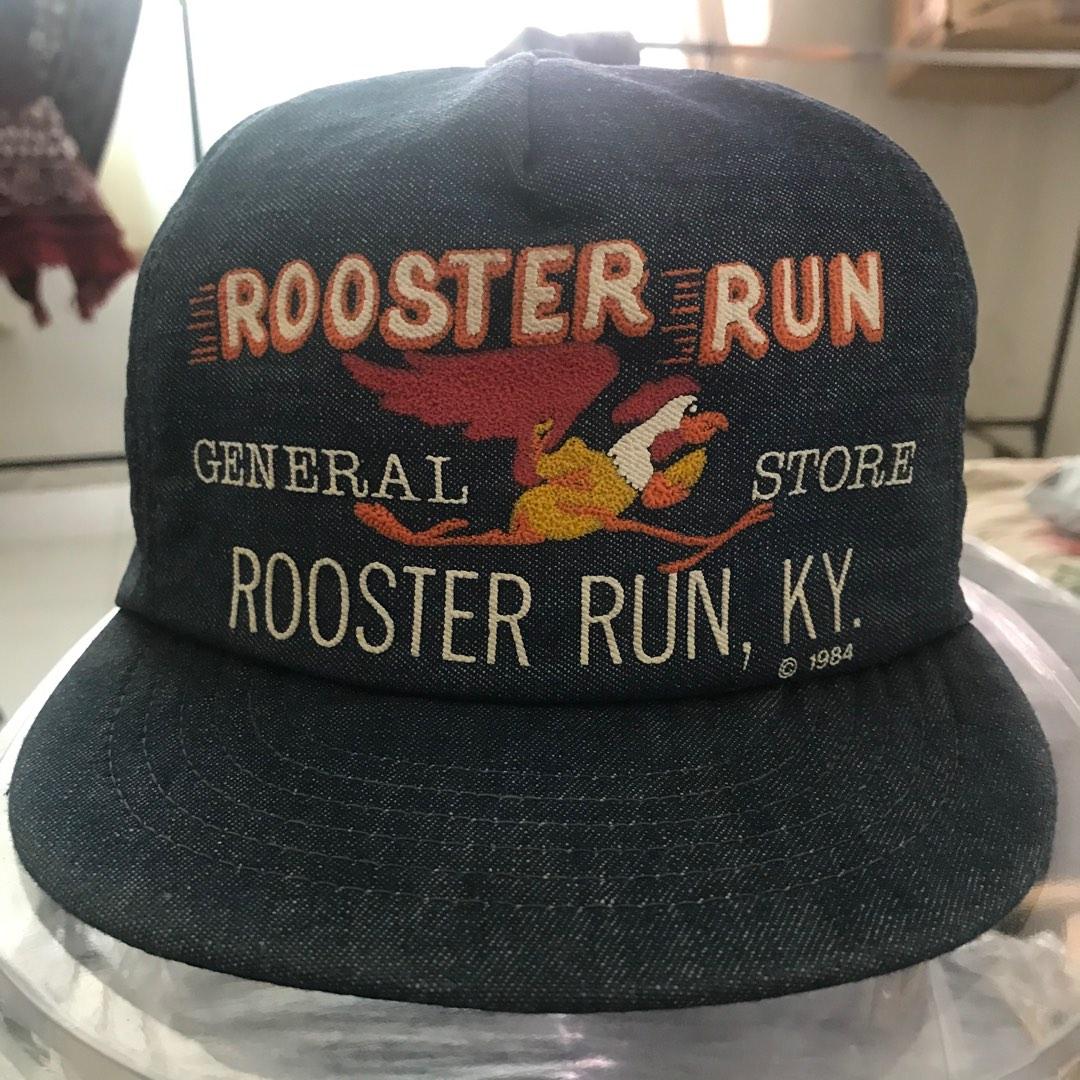 ROOSTER RUN
GENERAL STORE
ROOSTER RUN, KY.
© 1984